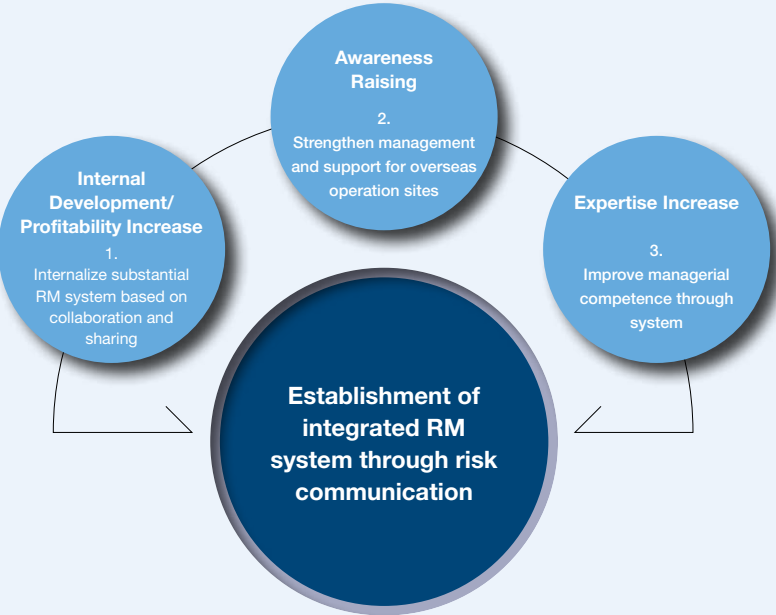 Internal
Development/
Profitability Increase
1.
Internalize substantial
RM system based on
collaboration and
sharing
Awareness
Raising
2.
Strengthen management
and support for overseas
operation sites
Expertise Increase
3.
Improve managerial
competence through
system
Establishment of
integrated RM
system through risk
communication